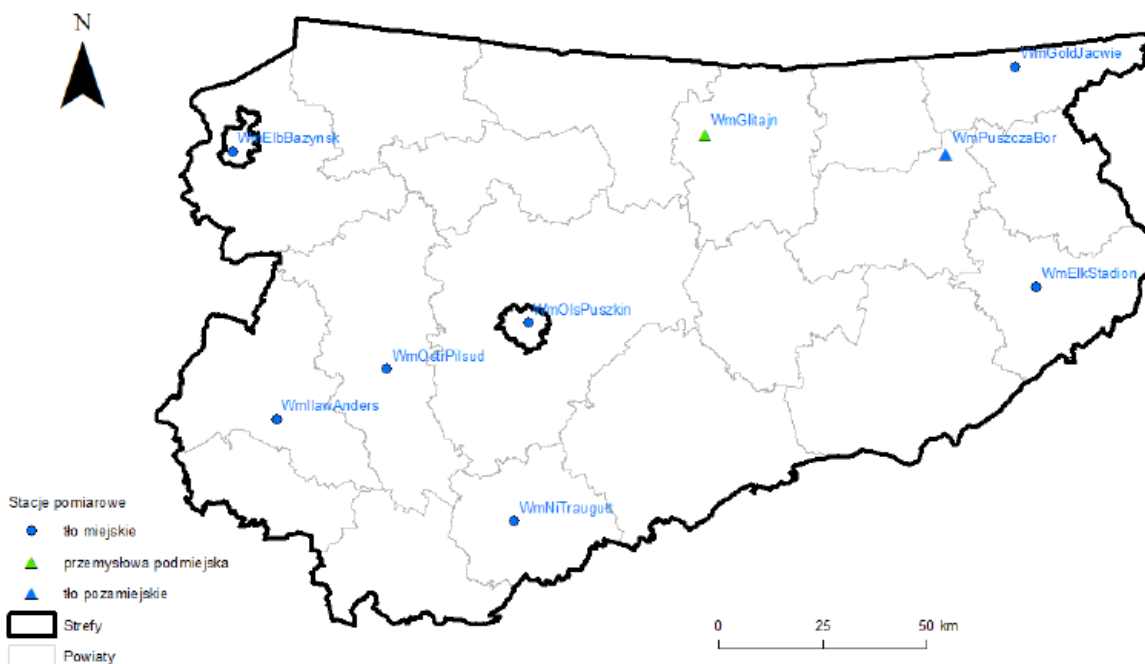 N
WmGoldJacwie
WmGlitajn
WmElbBazynsk
WmPuszczaBor
WmElkStadion
WmOlsPuszkin
WmOstrPilsud
WmIlawAnders
WmNiTraugut
Stacje pomiarowe
tło miejskie
przemysłowa podmiejska
tło pozamiejskie
Strefy
Powiaty
0 25 50 km